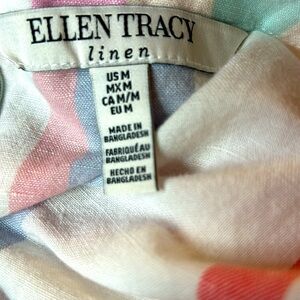 ELLEN TRACY
linen
US M
MX M
CA M/M
EU M
MADE IN
BANGLADESH
FABRIQUÉ AU
BANGLADESH
HECHO EN
BANGLADESH